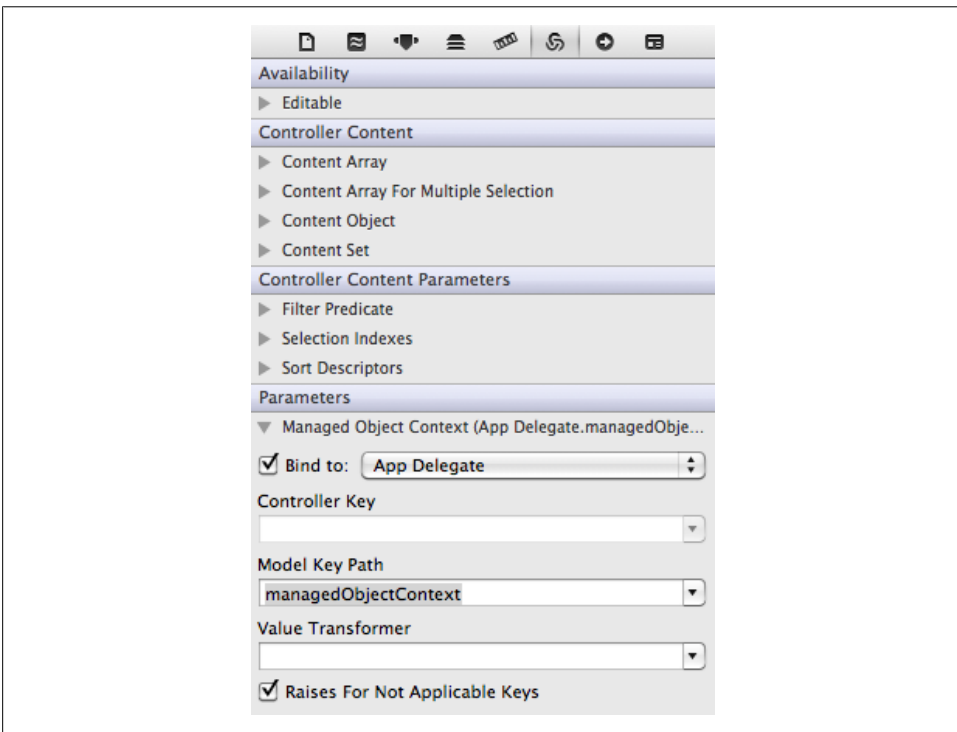 Availability
Editable
Controller Content
Content Array
Content Array For Multiple Selection
Content Object
Content Set
Controller Content Parameters
Filter Predicate
Selection Indexes
Sort Descriptors
Parameters
Managed Object Context (App Delegate.managedObje...
Bind to: App Delegate
Controller Key
Model Key Path
managedObjectContext
Value Transformer
Raises For Not Applicable Keys